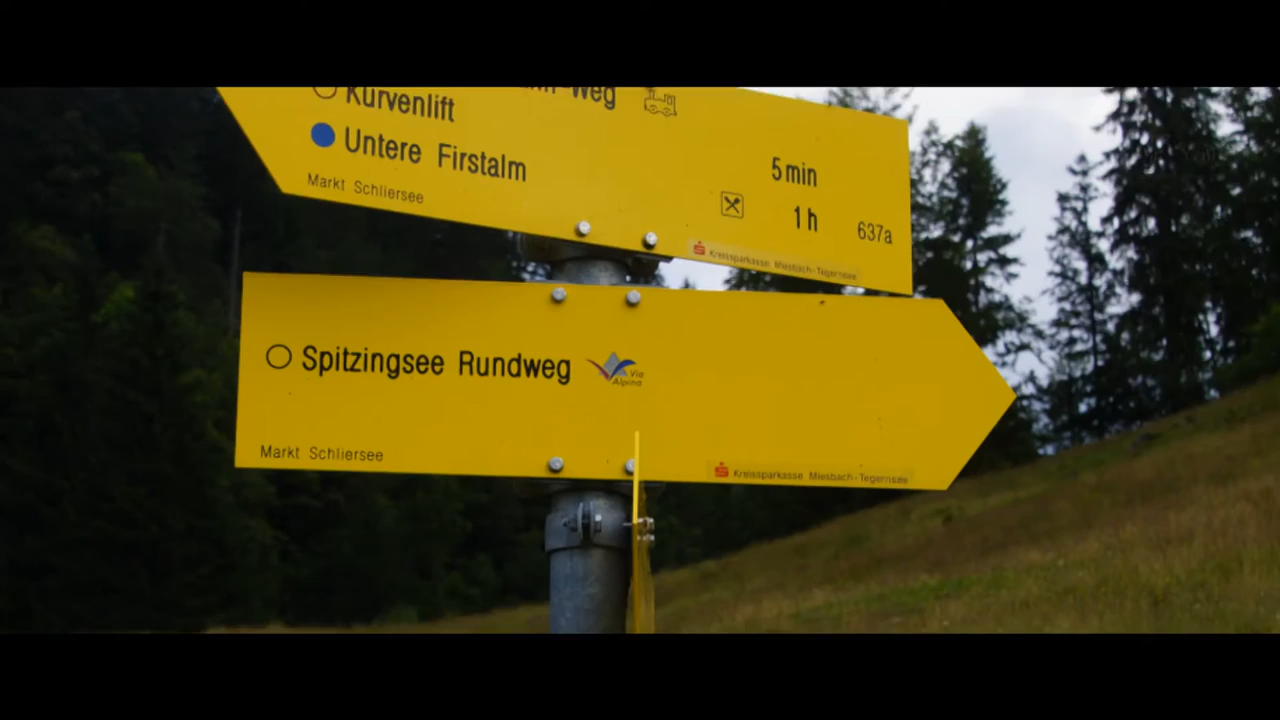 -Weg
Kurvenlift
5 min
Untere Firstalm
1 h
637a
Markt Schliersee
Kreissparkasse Miesbach-Tegernsee
Spitzingsee Rundweg
Via
Alpina
Markt Schliersee
Kreissparkasse Miesbach-Tegernsee